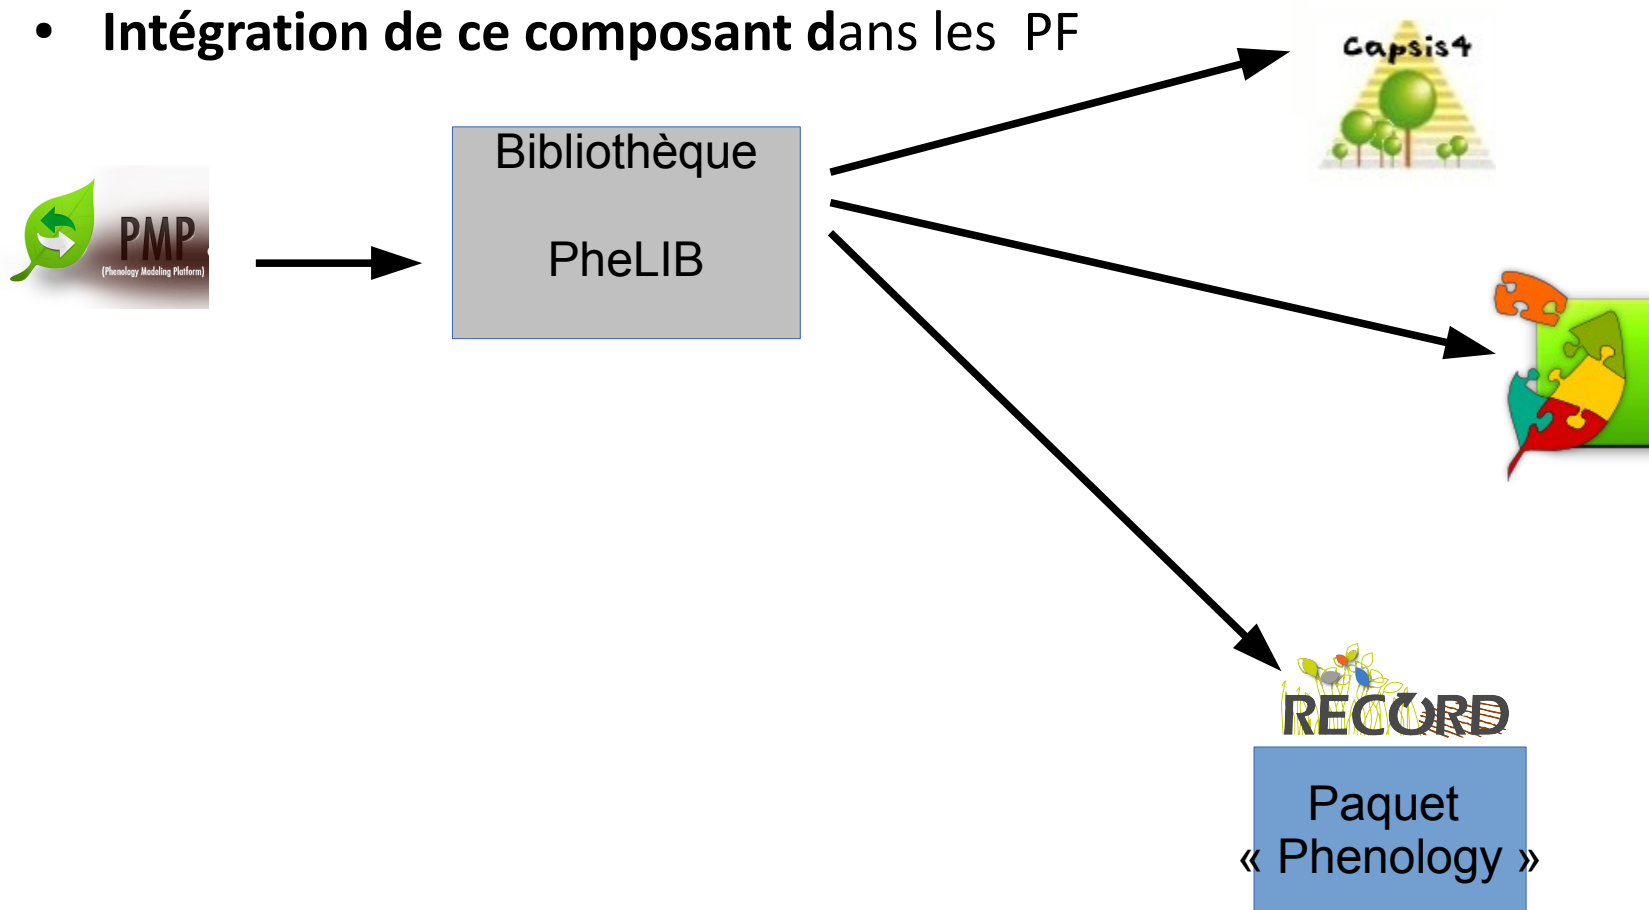 • Intégration de ce composant dans les PF
Capsis4
Bibliothèque
PheLIB
PMP
(Phenology Modeling Platform)
RECORD
Paquet
« Phenology »